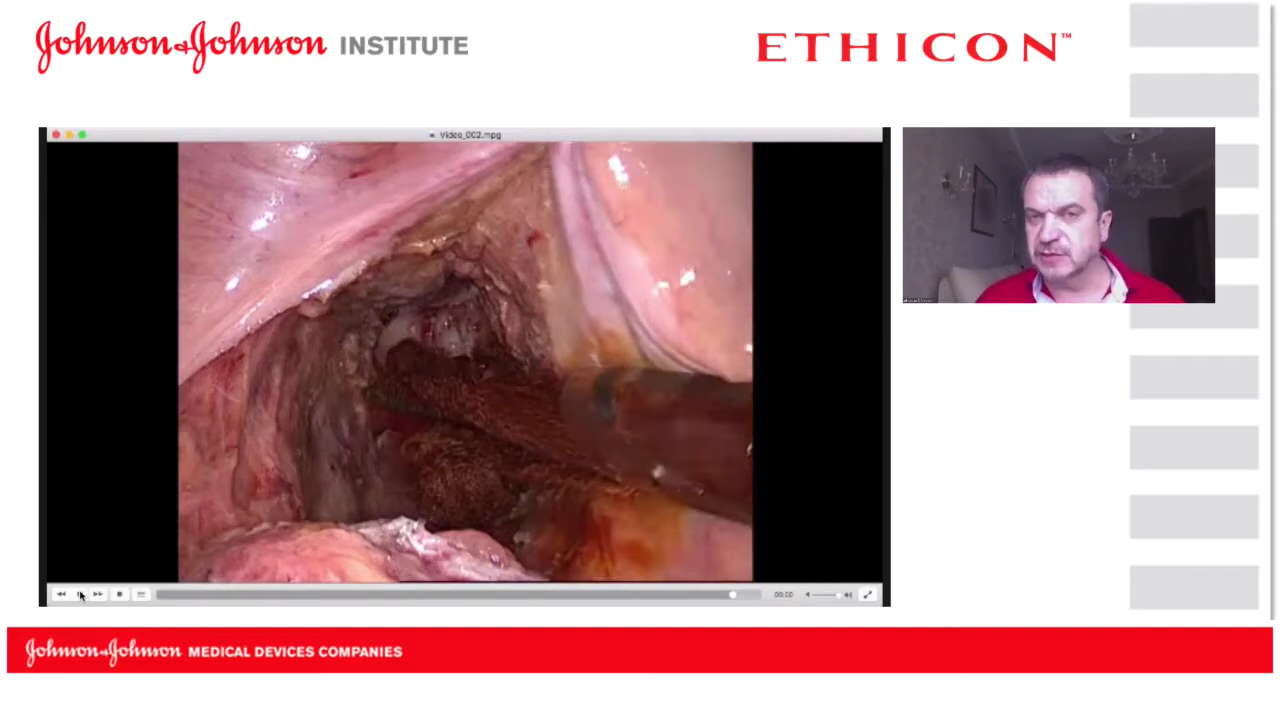 Johnson & Johnson INSTITUTE
ETHICON™
Video_002.mpg
00:00
Johnson & Johnson MEDICAL DEVICES COMPANIES